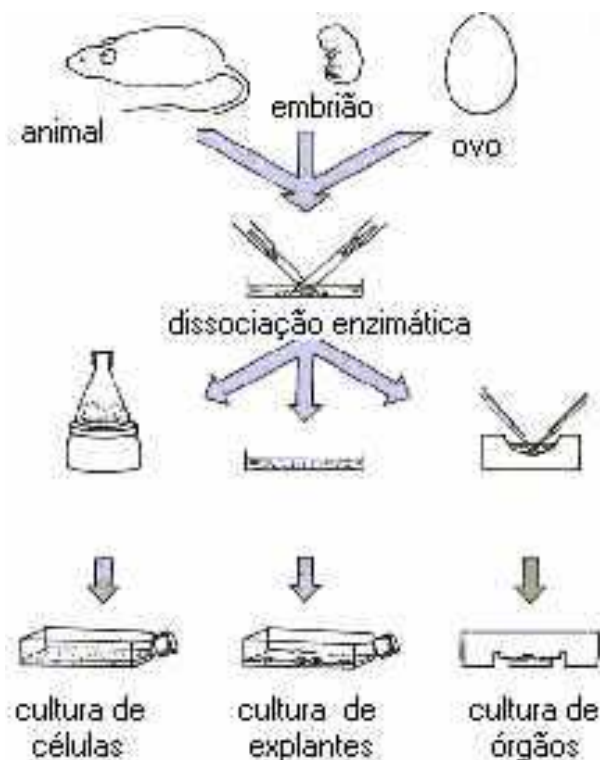 animal
embrião
ovo
dissociação enzimática
cultura de
células
cultura de
explantes
cultura de
órgãos